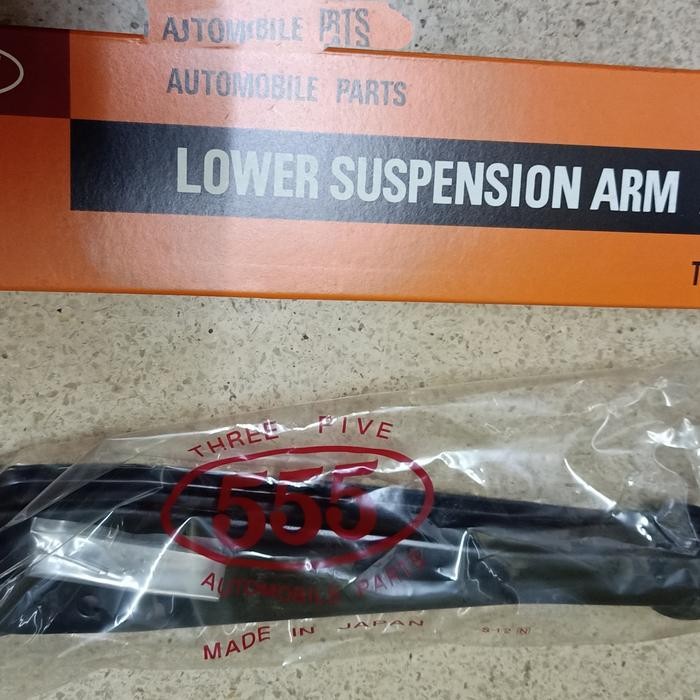 AUTOMOBILE PARTS
AUTOMOBILE PARTS
LOWER SUSPENSION ARM
T
THREE FIVE
555
AUTOMOBILE PARTS
MADE IN JAPAN